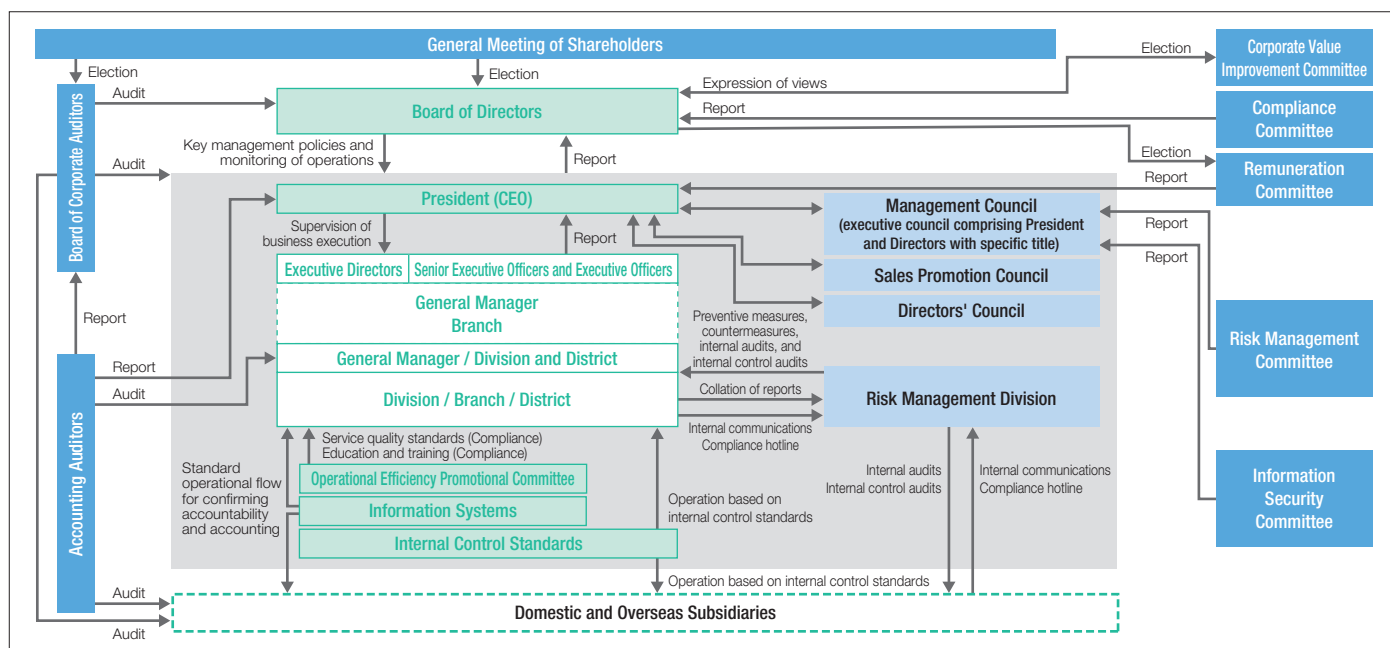 General Meeting of Shareholders
Election
Corporate Value
Improvement Committee
Election
Election
Audit
Expression of views
Board of Directors
Report
Compliance
Committee
Board of Corporate Auditors
Key management policies and
monitoring of operations
Report
Audit
Election
Remuneration
Committee
Report
President (CEO)
Management Council
(executive council comprising President
and Directors with specific title)
Report
Report
Supervision of
business execution
Report
Executive Directors
Senior Executive Officers and Executive Officers
Sales Promotion Council
General Manager
Branch
Directors' Council
Report
Preventive measures,
countermeasures,
internal audits, and
internal control audits
Risk Management
Committee
Accounting Auditors
Report
General Manager / Division and District
Audit
Division / Branch / District
Collation of reports
Risk Management Division
Internal communications
Compliance hotline
Service quality standards (Compliance)
Education and training (Compliance)
Standard
operational flow
for confirming
accountability
and accounting
Operational Efficiency Promotional Committee
Information Systems
Internal Control Standards
Operation based on
internal control standards
Internal audits
Internal control audits
Internal communications
Compliance hotline
Information
Security
Committee
Operation based on internal control standards
Audit
Domestic and Overseas Subsidiaries
Audit